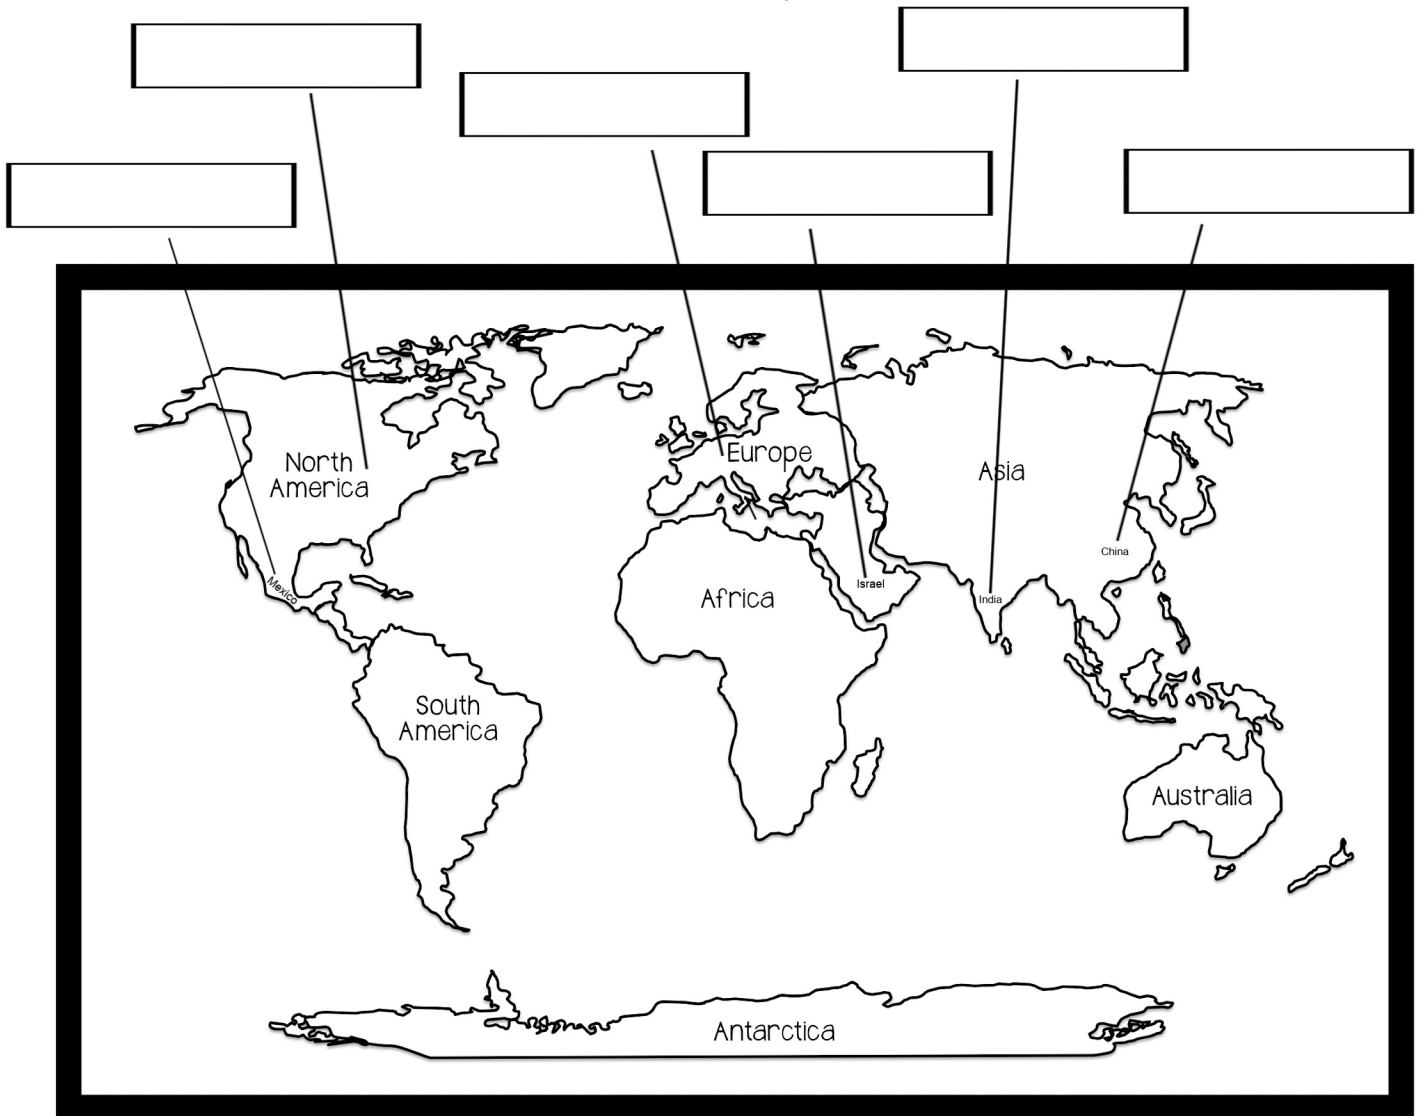 North
America
Europe
Asia
China
Mexico
Israel
India
Africa
South
America
Australia
Antarctica